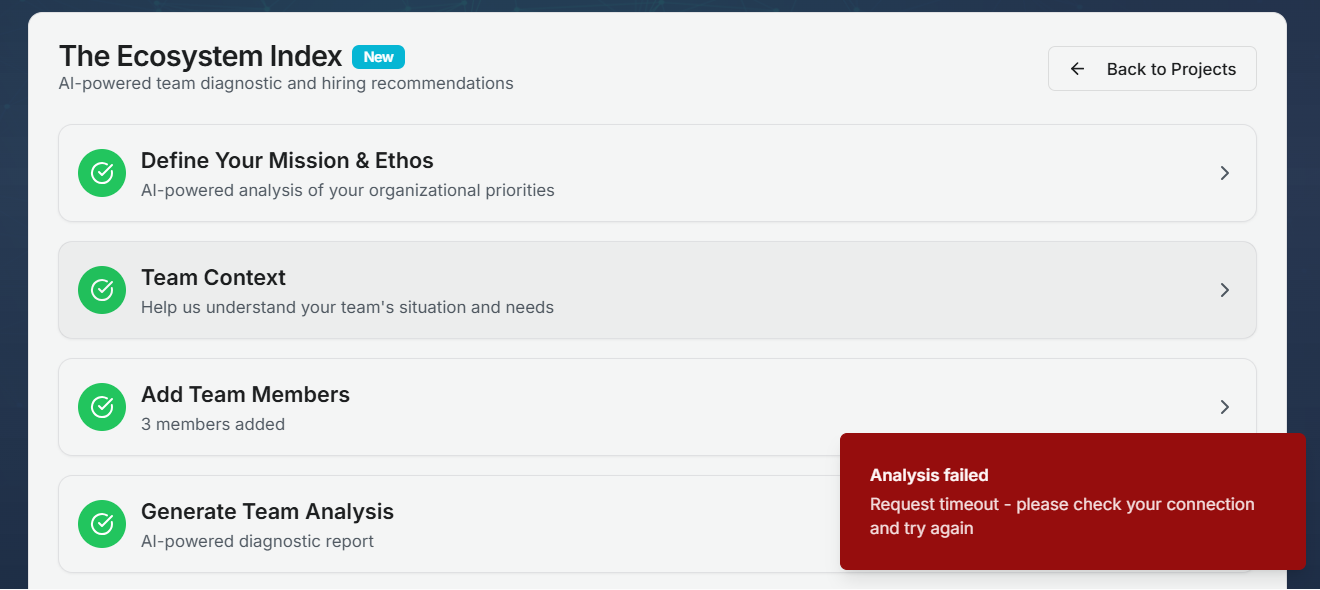 The Ecosystem Index New
AI-powered team diagnostic and hiring recommendations
Back to Projects
Define Your Mission & Ethos
AI-powered analysis of your organizational priorities
Team Context
Help us understand your team's situation and needs
Add Team Members
3 members added
Generate Team Analysis
AI-powered diagnostic report
Analysis failed
Request timeout - please check your connection
and try again